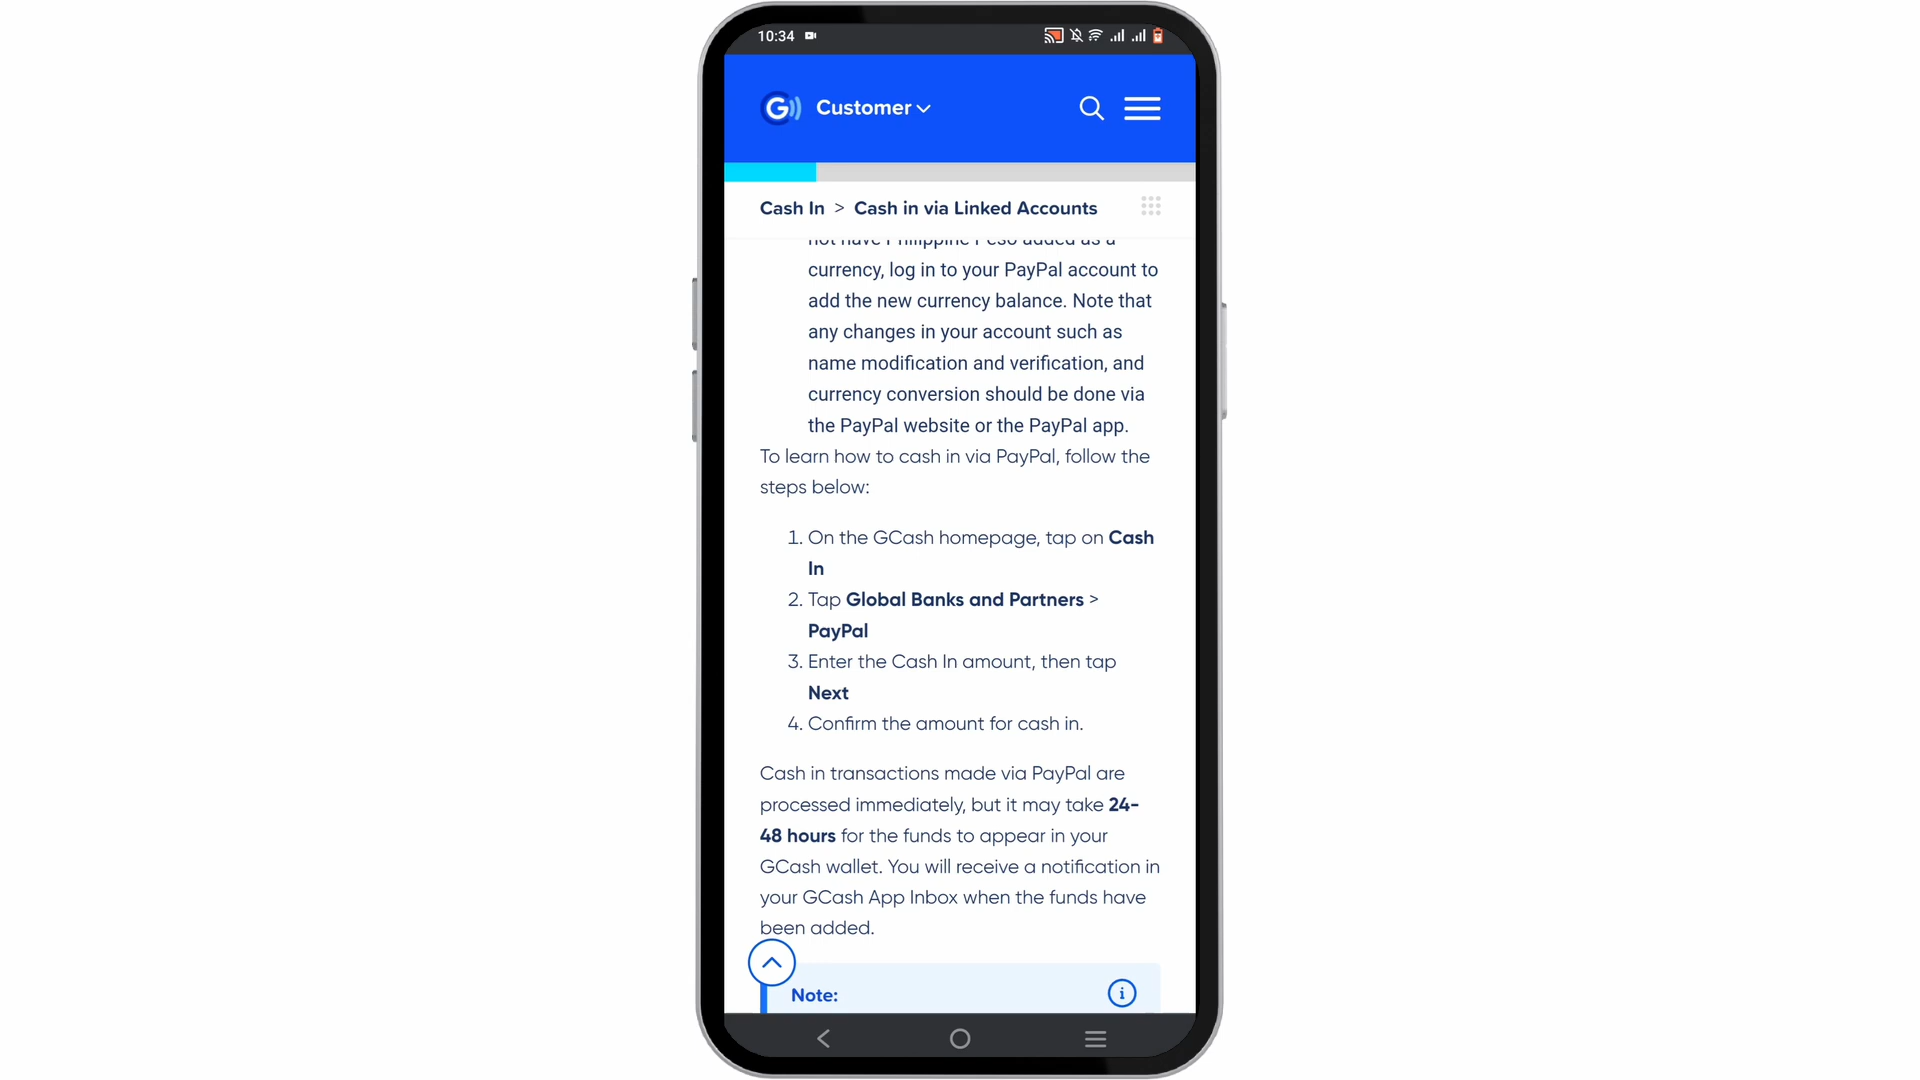 10:34
G Customer
Cash In > Cash in via Linked Accounts
not have Philippine Peso added as a
currency, log in to your PayPal account to
add the new currency balance. Note that
any changes in your account such as
name modification and verification, and
currency conversion should be done via
the PayPal website or the PayPal app.
To learn how to cash in via PayPal, follow the
steps below:
1. On the GCash homepage, tap on Cash
In
2. Tap Global Banks and Partners >
PayPal
3. Enter the Cash In amount, then tap
Next
4. Confirm the amount for cash in.
Cash in transactions made via PayPal are
processed immediately, but it may take 24-
48 hours for the funds to appear in your
GCash wallet. You will receive a notification in
your GCash App Inbox when the funds have
been added.
Note: